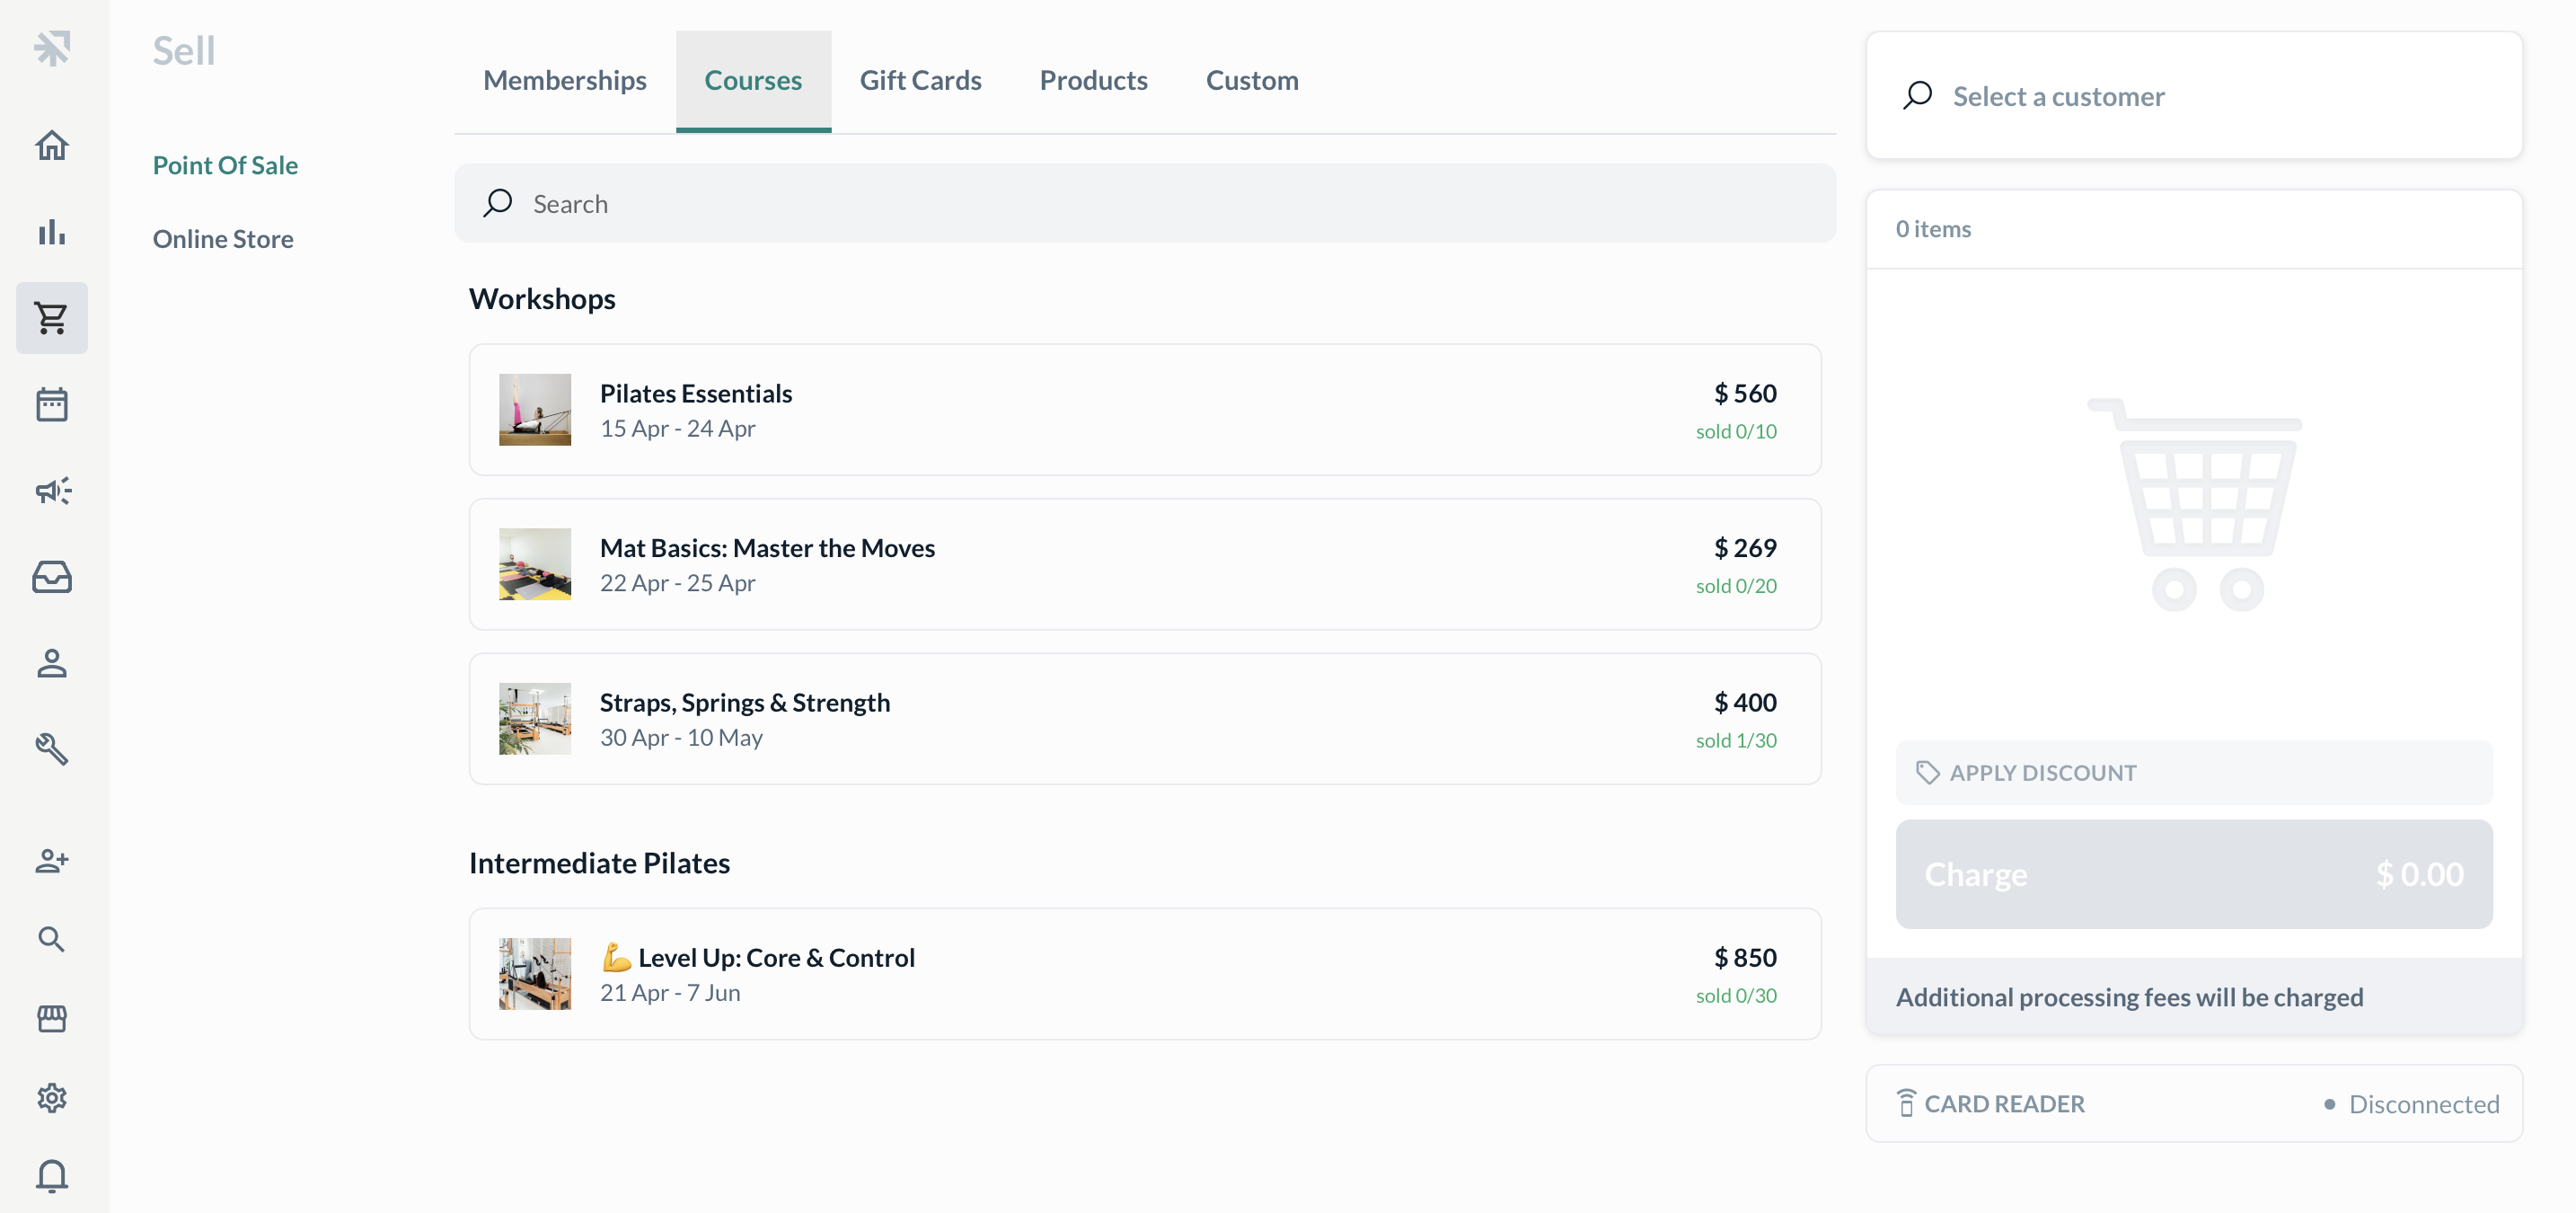 Sell
Point Of Sale
Online Store
Memberships
Courses
Gift Cards
Products
Custom
Search
Workshops
Pilates Essentials
15 Apr - 24 Apr
$ 560
sold 0/10
Mat Basics: Master the Moves
22 Apr - 25 Apr
$ 269
sold 0/20
Straps, Springs & Strength
30 Apr - 10 May
$ 400
sold 1/30
Intermediate Pilates
💪 Level Up: Core & Control
21 Apr - 7 Jun
$ 850
sold 0/30
Select a customer
0 items
APPLY DISCOUNT
Charge $ 0.00
Additional processing fees will be charged
CARD READER
Disconnected